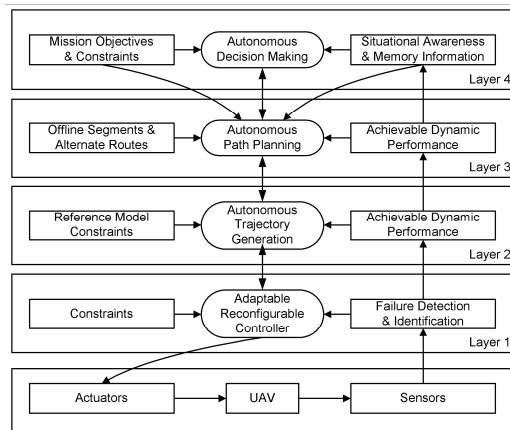 Mission Objectives
& Constraints
Autonomous
Decision Making
Situational Awareness
& Memory Information
Layer 4
Offline Segments &
Alternate Routes
Autonomous
Path Planning
Achievable Dynamic
Performance
Layer 3
Reference Model
Constraints
Autonomous
Trajectory
Generation
Achievable Dynamic
Performance
Layer 2
Constraints
Adaptable
Reconfigurable
Controller
Failure Detection
& Identification
Layer 1
Actuators
UAV
Sensors